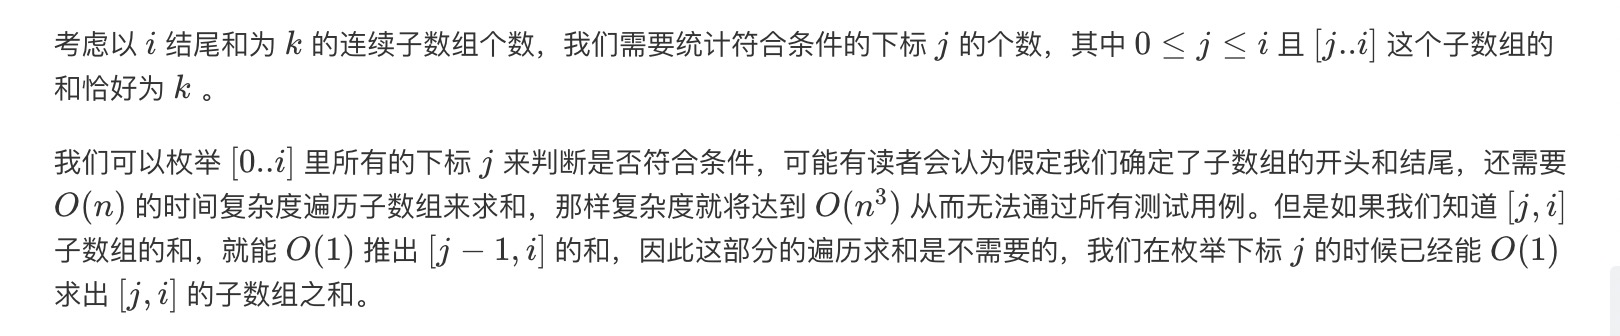 考虑以 i 结尾和为 k 的连续子数组个数，我们需要统计符合条件的下标 j 的个数，其中 0 ≤ j ≤ i 且 [j..i] 这个子数组的
和恰好为 k 。
我们可以枚举 [0..i] 里所有的下标 j 来判断是否符合条件，可能有读者会认为假定我们确定了子数组的开头和结尾，还需要
O(n) 的时间复杂度遍历子数组来求和，那样复杂度就将达到 O(n³) 从而无法通过所有测试用例。但是如果我们知道 [j, i]
子数组的和，就能 O(1) 推出 [j − 1, i] 的和，因此这部分的遍历求和是不需要的，我们在枚举下标 j 的时候已经能 O(1)
求出 [j, i] 的子数组之和。